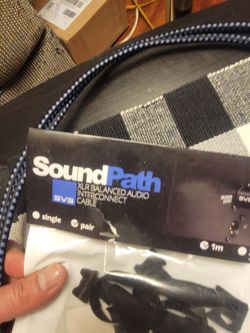 SoundPath
SVS
XLR BALANCED AUDIO
INTERCONNECT
CABLE
single
pair
1m